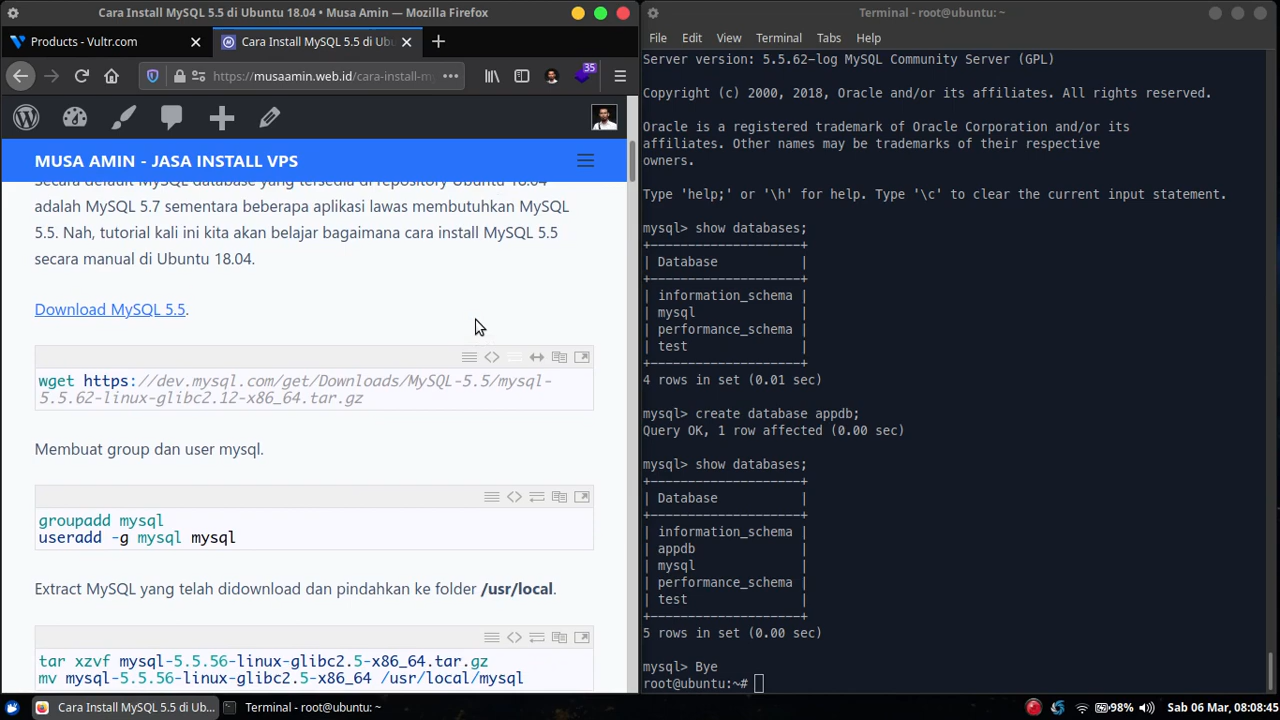 Cara Install MySQL 5.5 di Ubuntu 18.04 • Musa Amin — Mozilla Firefox
Products - Vultr.com
Cara Install MySQL 5.5 di Ub
https://musaamin.web.id/cara-install-m
35
MUSA AMIN - JASA INSTALL VPS
Secara default MySQL database yang tersedia di repository Ubuntu 18.04
adalah MySQL 5.7 sementara beberapa aplikasi lawas membutuhkan MySQL
5.5. Nah, tutorial kali ini kita akan belajar bagaimana cara install MySQL 5.5
secara manual di Ubuntu 18.04.
Download MySQL 5.5.
wget https://dev.mysql.com/get/Downloads/MySQL-5.5/mysql-
5.5.62-linux-glibc2.12-x86_64.tar.gz
Membuat group dan user mysql.
groupadd mysql
useradd -g mysql mysql
Extract MySQL yang telah didownload dan pindahkan ke folder /usr/local.
tar xzvf mysql-5.5.56-linux-glibc2.5-x86_64.tar.gz
mv mysql-5.5.56-linux-glibc2.5-x86_64 /usr/local/mysql
Terminal - root@ubuntu: ~
File Edit View Terminal Tabs Help
Server version: 5.5.62-log MySQL Community Server (GPL)
Copyright (c) 2000, 2018, Oracle and/or its affiliates. All rights reserved.
Oracle is a registered trademark of Oracle Corporation and/or its
affiliates. Other names may be trademarks of their respective
owners.
Type 'help;' or '\h' for help. Type '\c' to clear the current input statement.
mysql> show databases;
+--------------------+
| Database           |
+--------------------+
| information_schema |
| mysql              |
| performance_schema |
| test               |
+--------------------+
4 rows in set (0.01 sec)
mysql> create database appdb;
Query OK, 1 row affected (0.00 sec)
mysql> show databases;
+--------------------+
| Database           |
+--------------------+
| information_schema |
| appdb              |
| mysql              |
| performance_schema |
| test               |
+--------------------+
5 rows in set (0.00 sec)
mysql> Bye
root@ubuntu:~#
Cara Install MySQL 5.5 di Ub...
Terminal - root@ubuntu: ~
98%
Sab 06 Mar, 08:08:45